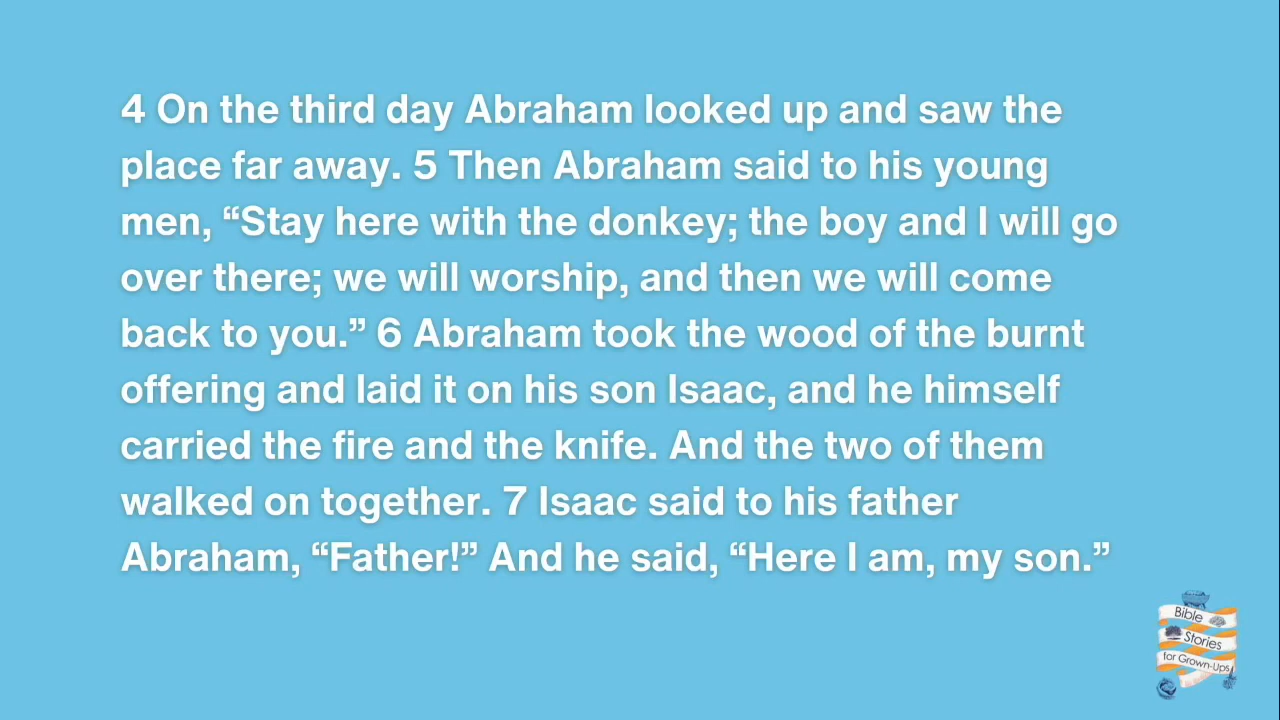 4 On the third day Abraham looked up and saw the
place far away. 5 Then Abraham said to his young
men, “Stay here with the donkey; the boy and I will go
over there; we will worship, and then we will come
back to you.” 6 Abraham took the wood of the burnt
offering and laid it on his son Isaac, and he himself
carried the fire and the knife. And the two of them
walked on together. 7 Isaac said to his father
Abraham, “Father!” And he said, “Here I am, my son.”
Bible
Stories
for Grown-Ups